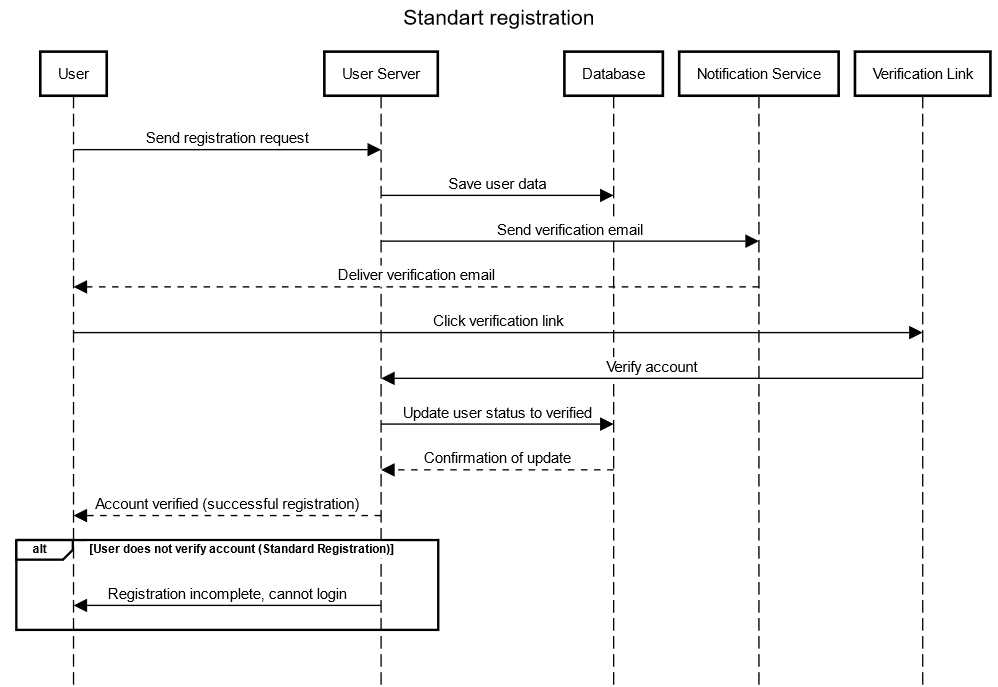 Standart registration
User
User Server
Database
Notification Service
Verification Link
Send registration request
Save user data
Send verification email
Deliver verification email
Click verification link
Verify account
Update user status to verified
Confirmation of update
Account verified (successful registration)
alt
[User does not verify account (Standard Registration)]
Registration incomplete, cannot login